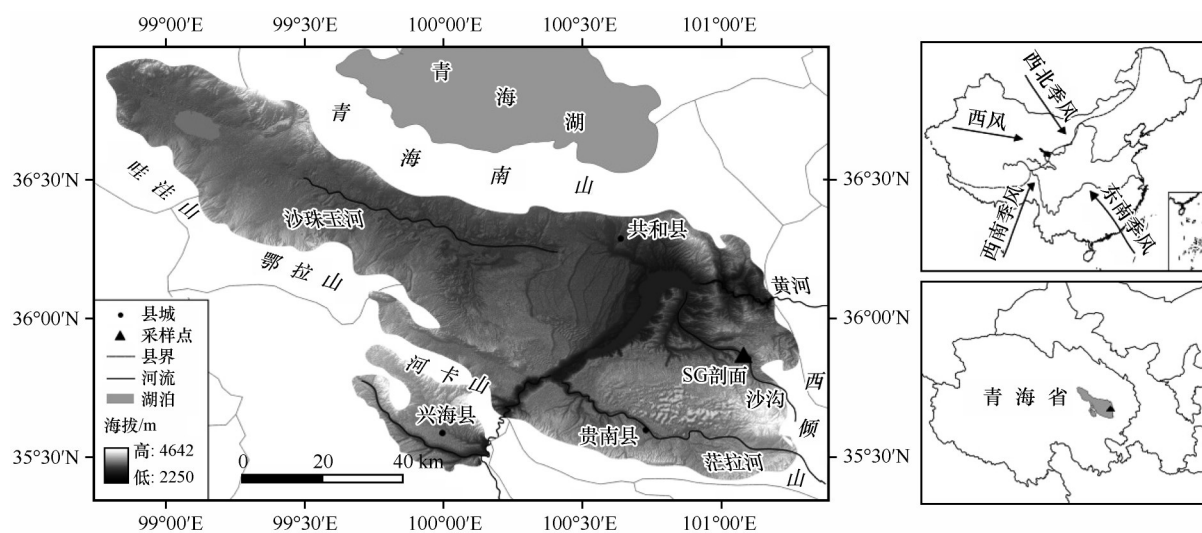 99°00′E
99°30′E
100°00′E
100°30′E
101°00′E
36°30′N
36°00′N
35°30′N
青海湖
青海南山
哇洪山
沙珠玉河
鄂拉山
共和县
黄河
河卡山
SG剖面
沙沟
西倾山
兴海县
贵南县
茫拉河
县城
采样点
县界
河流
湖泊
海拔/m
高: 4642
低: 2250
0 20 40 km
99°00′E
99°30′E
100°00′E
100°30′E
101°00′E
西北季风
西风
西南季风
东南季风
36°30′N
36°00′N
青海省
35°30′N